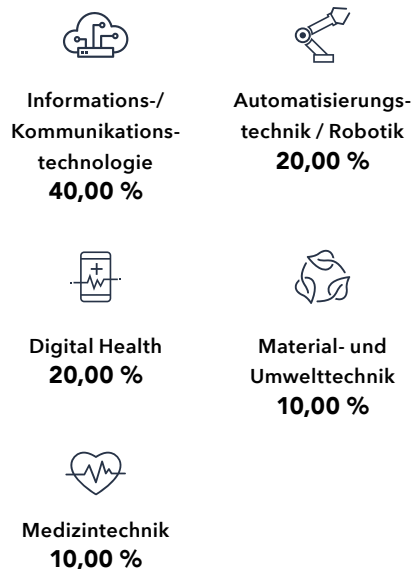 Informations-/
Kommunikations-
technologie
40,00 %
Automatisierungs-
technik / Robotik
20,00 %
Digital Health
20,00 %
Material- und
Umwelttechnik
10,00 %
Medizintechnik
10,00 %